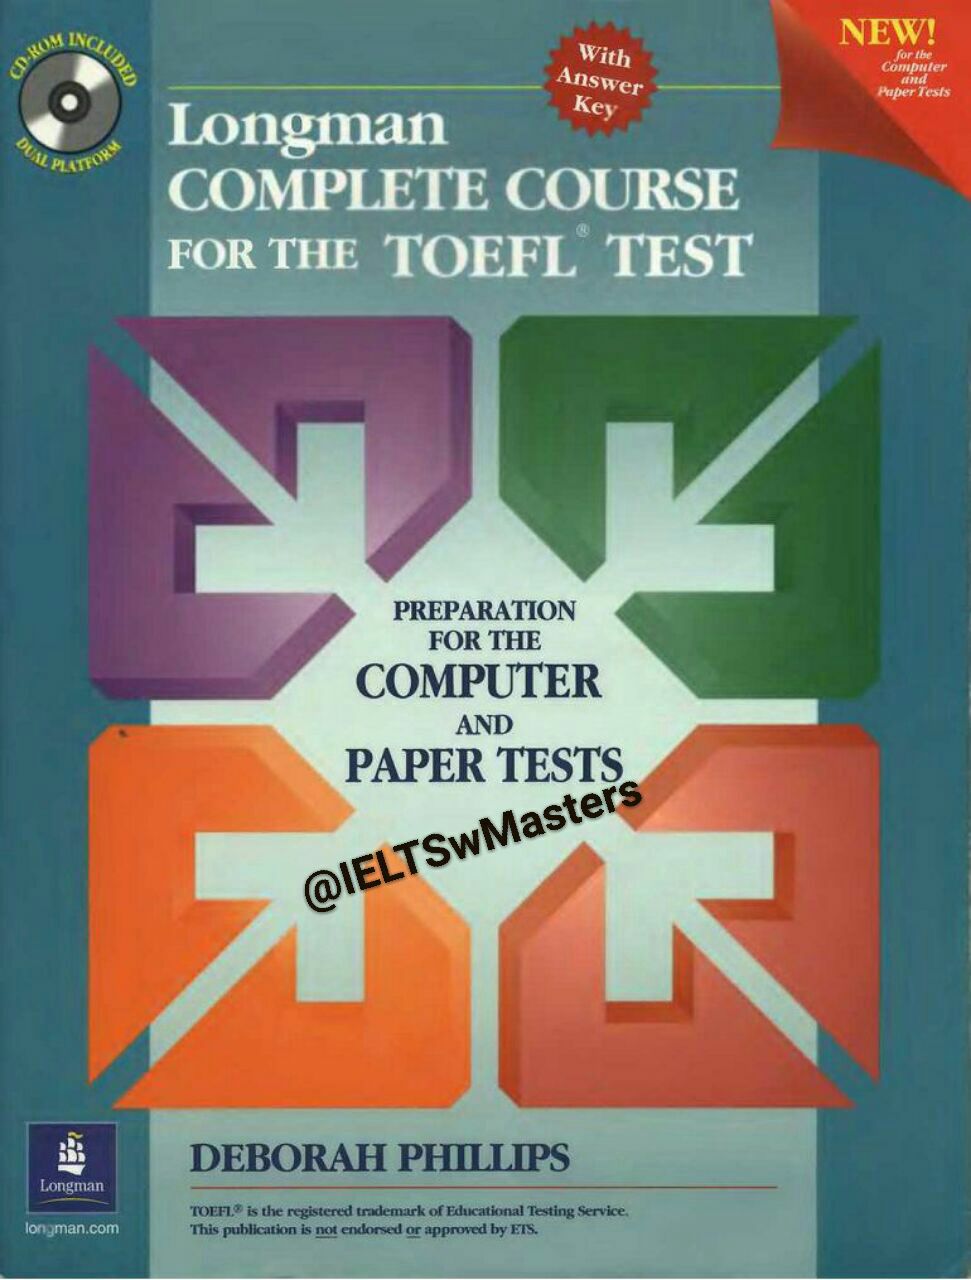 CD-ROM INCLUDED
DUAL PLATFORM
With
Answer
Key
NEW!
for the
Computer
and
Paper Tests
Longman
COMPLETE COURSE
FOR THE TOEFL® TEST
PREPARATION
FOR THE
COMPUTER
AND
PAPER TESTS
@IELTSwMasters
DEBORAH PHILLIPS
TOEFL® is the registered trademark of Educational Testing Service.
This publication is not endorsed or approved by ETS.
Longman
longman.com